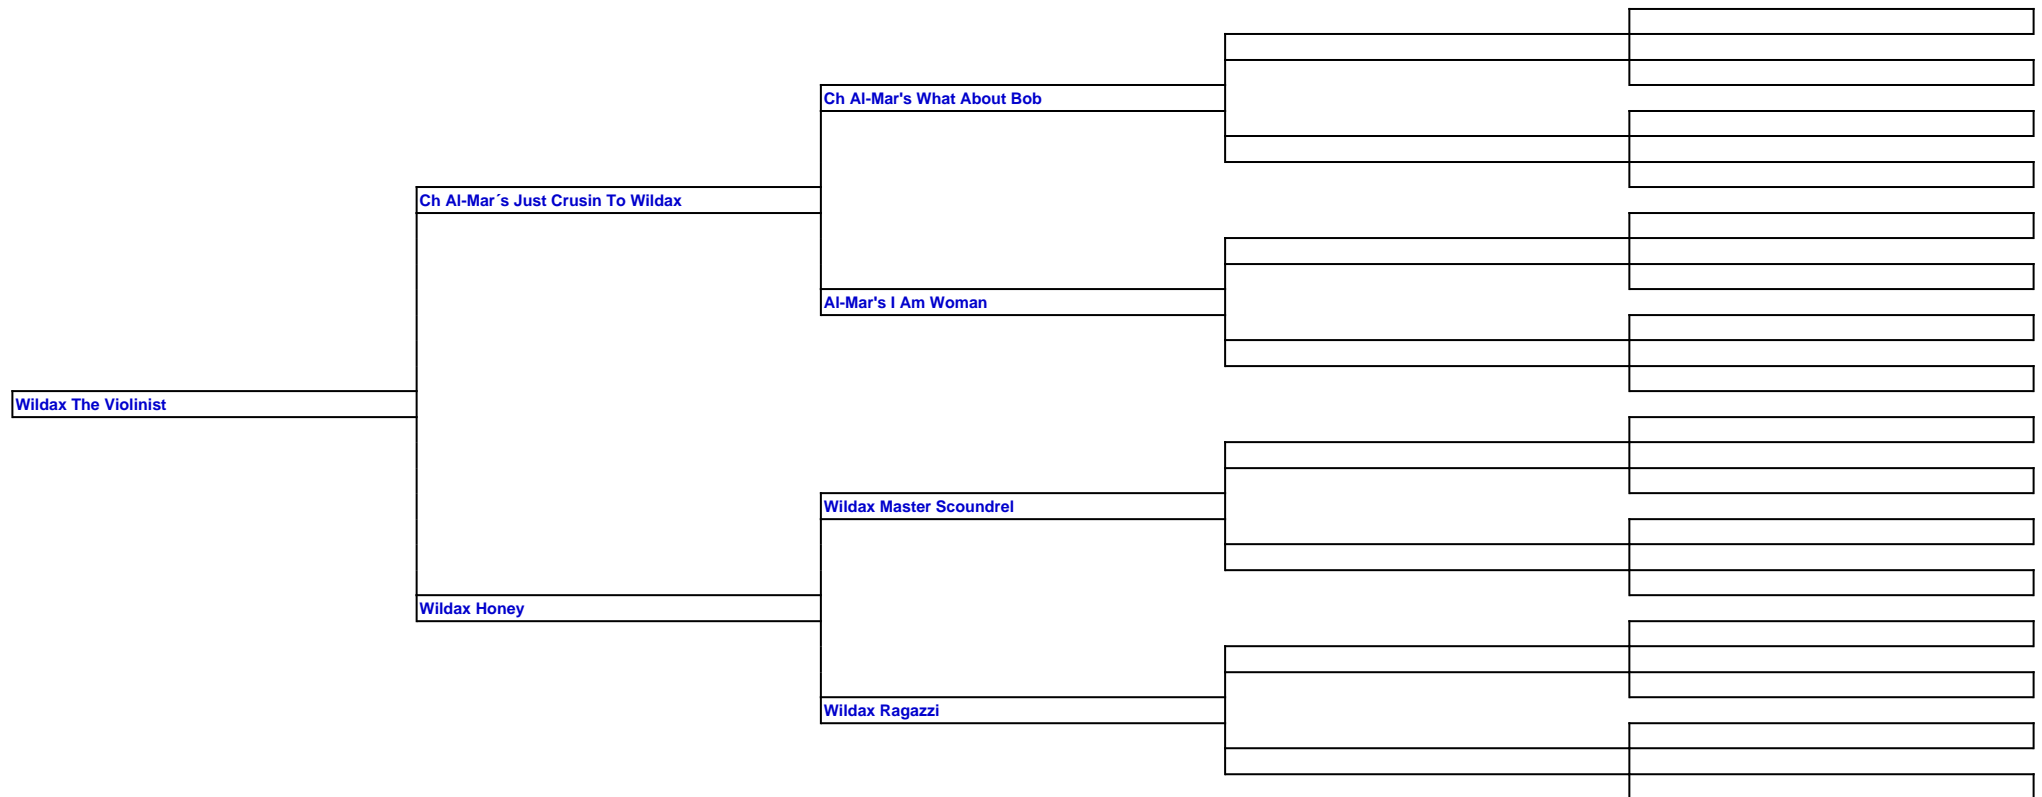 Ch Al-Mar's What About Bob
Ch Al-Mar´s Just Crusin To Wildax
Al-Mar's I Am Woman
Wildax The Violinist
Wildax Master Scoundrel
Wildax Honey
Wildax Ragazzi